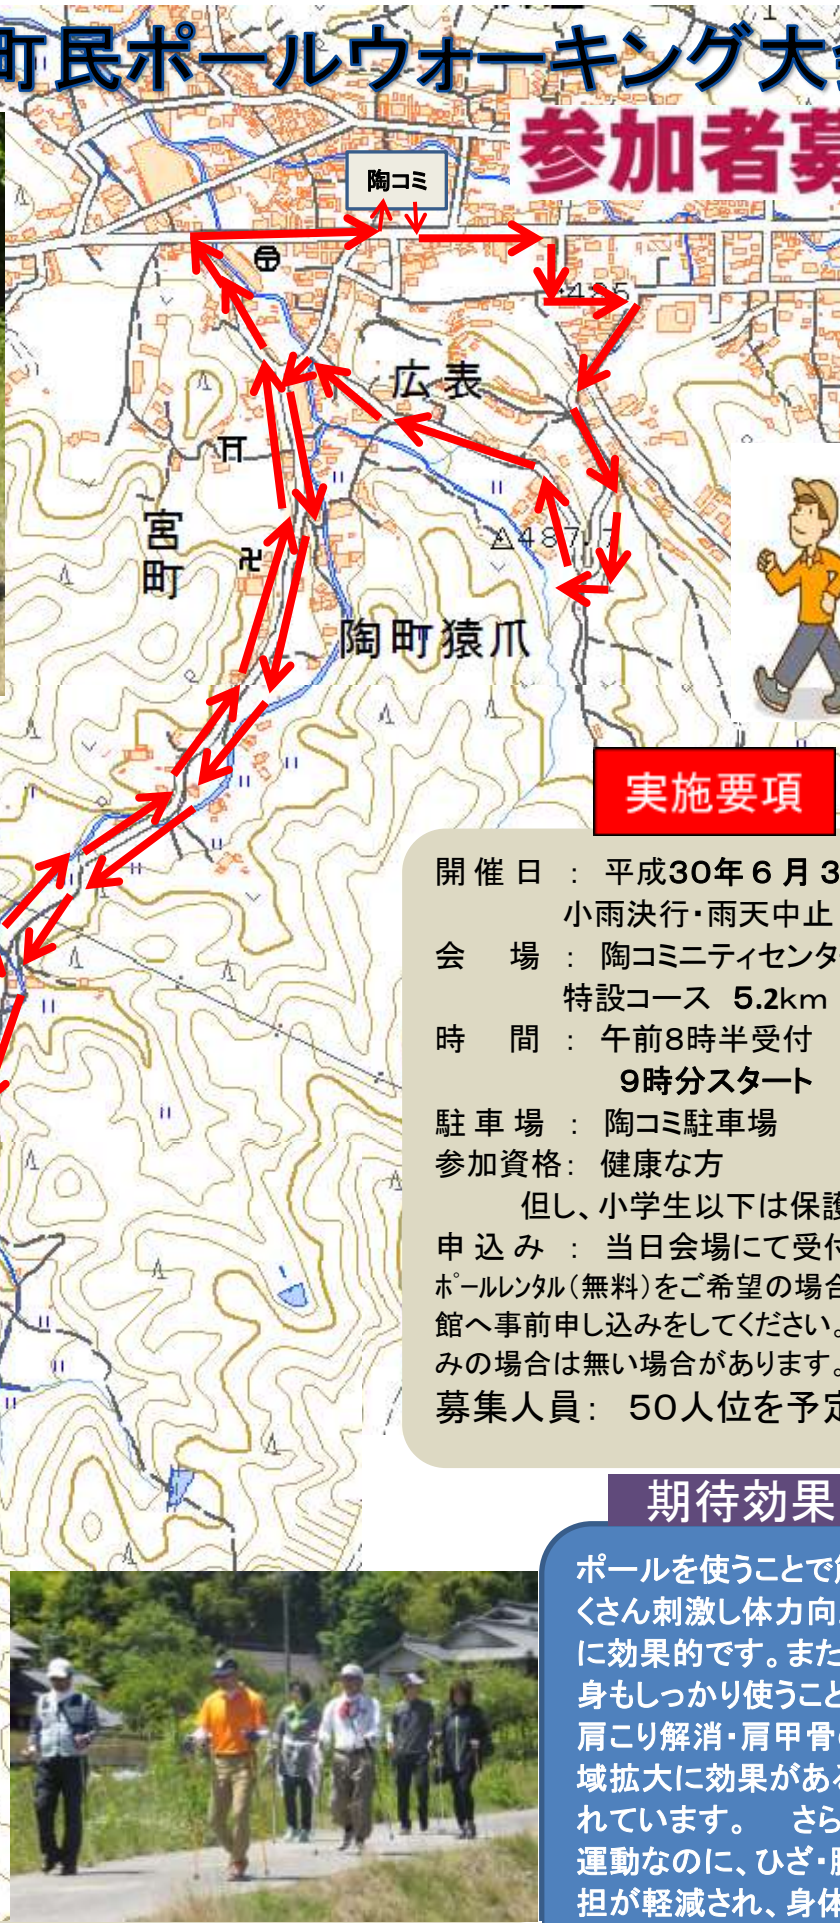 町民ポールウォーキング大会
参加者募
陶コミ
・485
広表
宮町
△487.7
陶町猿爪
実施要項
開催日 : 平成30年6月3
小雨決行・雨天中止
会 場 : 陶コミニティセンタ
特設コース 5.2km
時 間 : 午前8時半受付
9時分スタート
駐車場 : 陶コミ駐車場
参加資格: 健康な方
但し、小学生以下は保護
申込み : 当日会場にて受付
ポールレンタル(無料)をご希望の場合
館へ事前申し込みをしてください。
みの場合は無い場合があります。
募集人員: 50人位を予定
期待効果
ポールを使うことで
くさん刺激し体力向
に効果的です。また
身もしっかり使うこと
肩こり解消・肩甲骨
域拡大に効果がある
れています。 さら
運動なのに、ひざ・腰
担が軽減され、身体